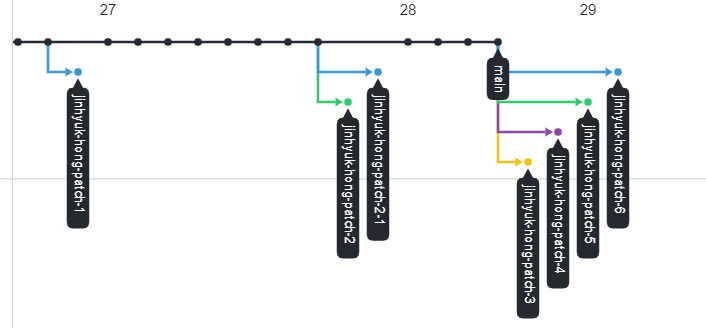 27
28
29
main
jinhyuk-hong-patch-1
jinhyuk-hong-patch-2
jinhyuk-hong-patch-2-1
jinhyuk-hong-patch-3
jinhyuk-hong-patch-4
jinhyuk-hong-patch-5
jinhyuk-hong-patch-6